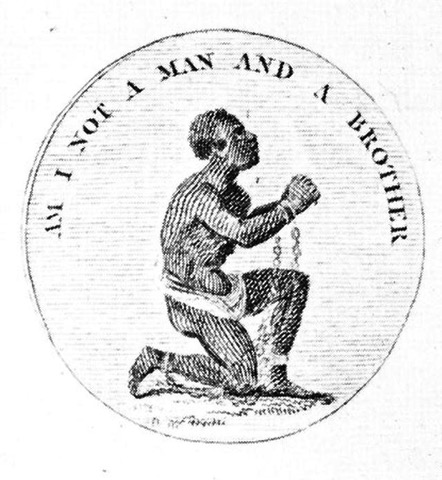 AM I NOT A MAN AND A BROTHER